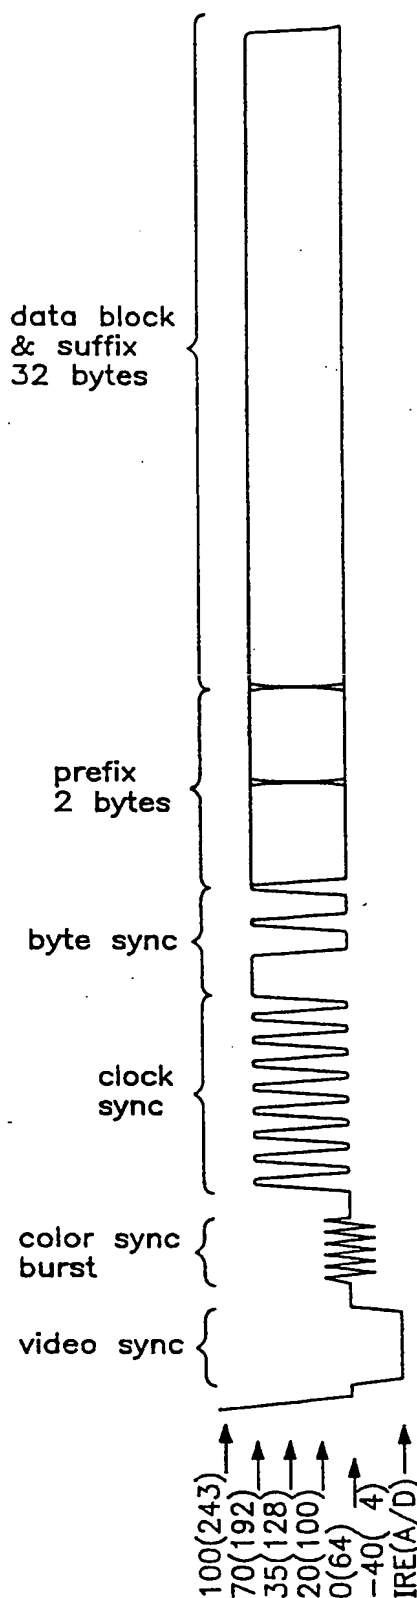 data block
& suffix
32 bytes
prefix
2 bytes
byte sync
clock
sync
color sync
burst
video sync
100(243)
70(192)
35(128)
20(100)
0(64)
-40( 4)
IRE(A/D)